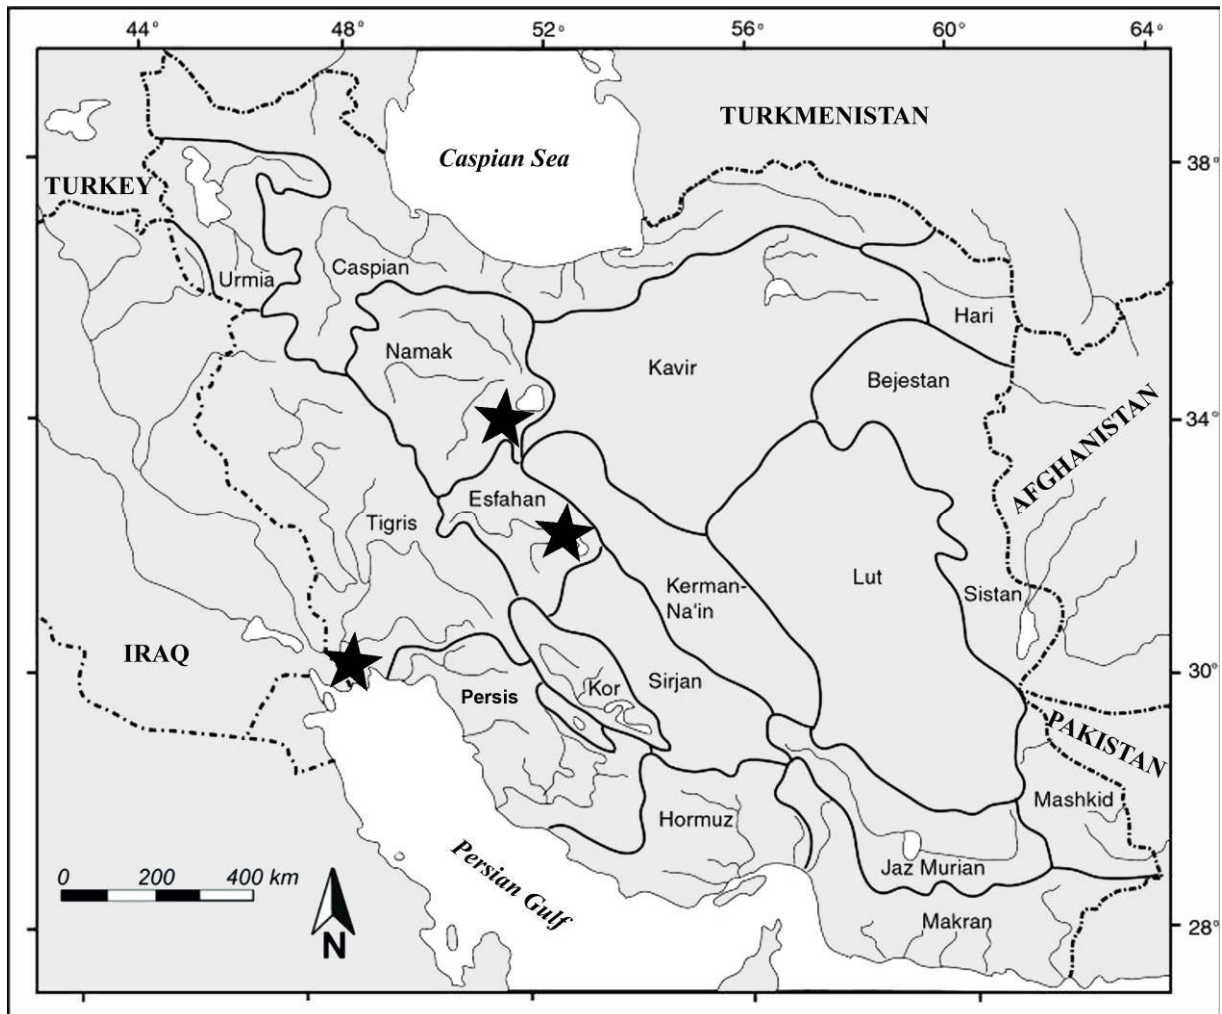 44° 48° 52° 56° 60° 64°
TURKMENISTAN
Caspian Sea
38°
TURKEY
Urmia
Caspian
Hari
Namak
Kavir
Bejestan
34°
AFGHANISTAN
Esfahan
Tigris
Lut
Kerman-
Na'in
Sistan
IRAQ
30°
Kor
Sirjan
Persis
PAKISTAN
Mashkid
Hormuz
Persian Gulf
Jaz Murian
0 200 400 km
Makran
28°
N